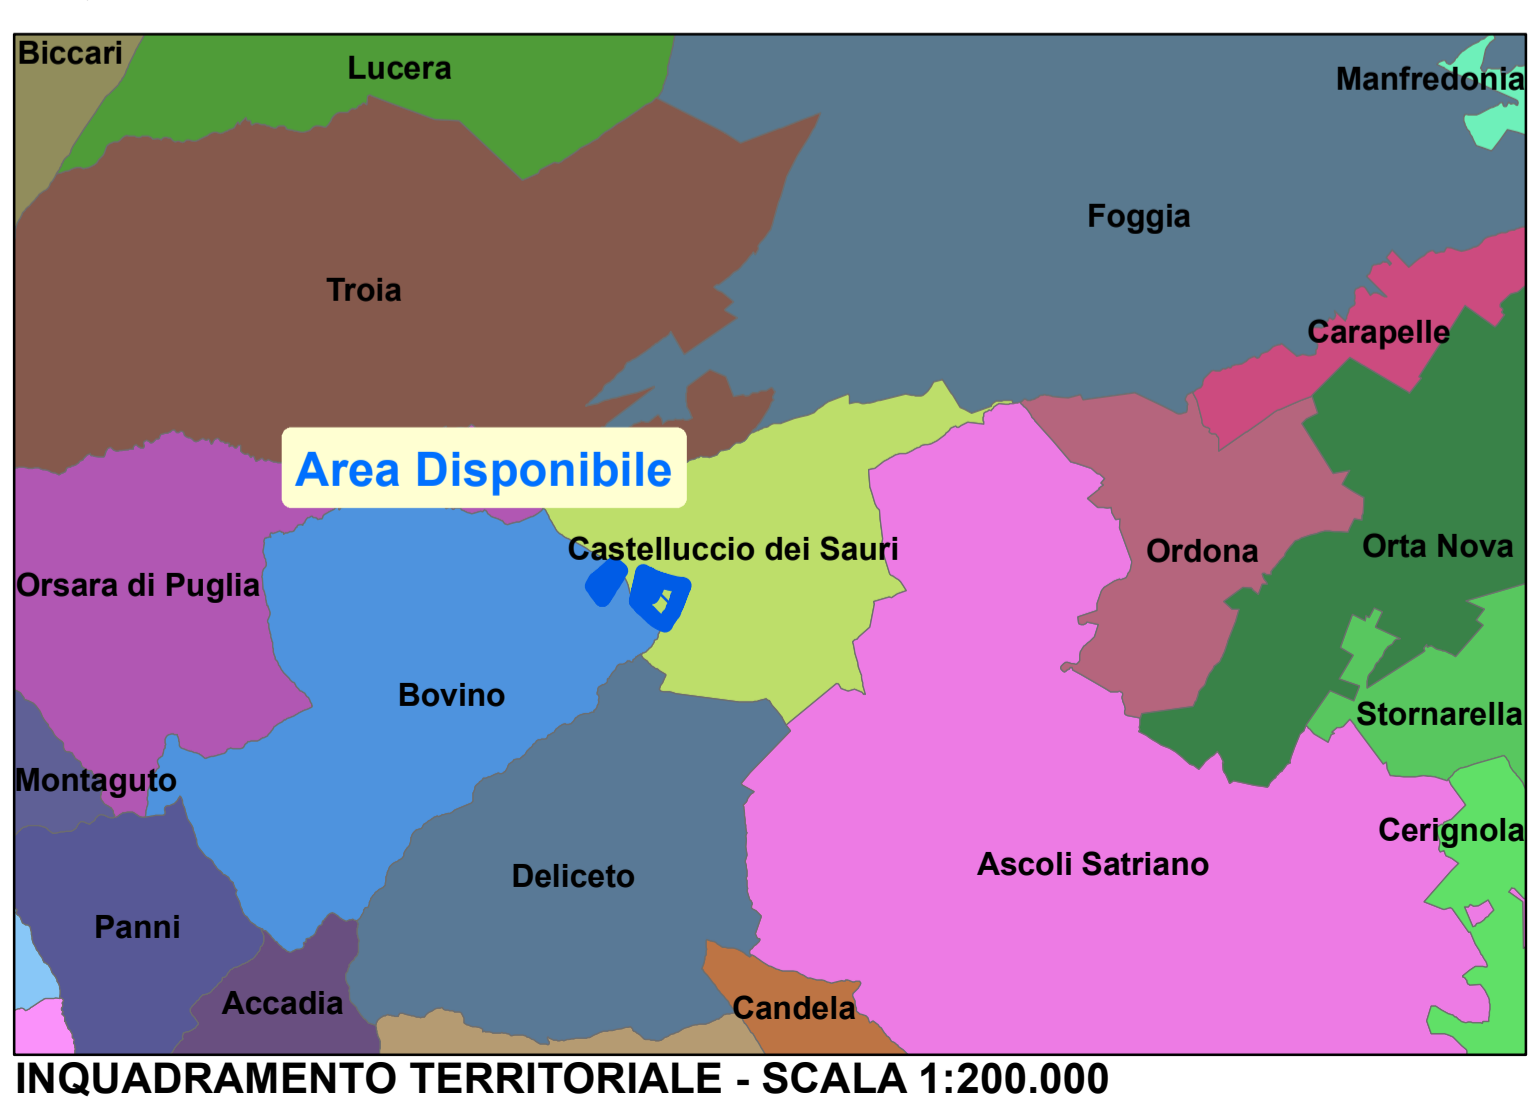 Biccari
Lucera
Manfredonia
Foggia
Troia
Carapelle
Area Disponibile
Castelluccio dei Sauri
Ordona
Orta Nova
Orsara di Puglia
Bovino
Stornarella
Montaguto
Cerignola
Ascoli Satriano
Deliceto
Panni
Accadia
Candela
INQUADRAMENTO TERRITORIALE - SCALA 1:200.000